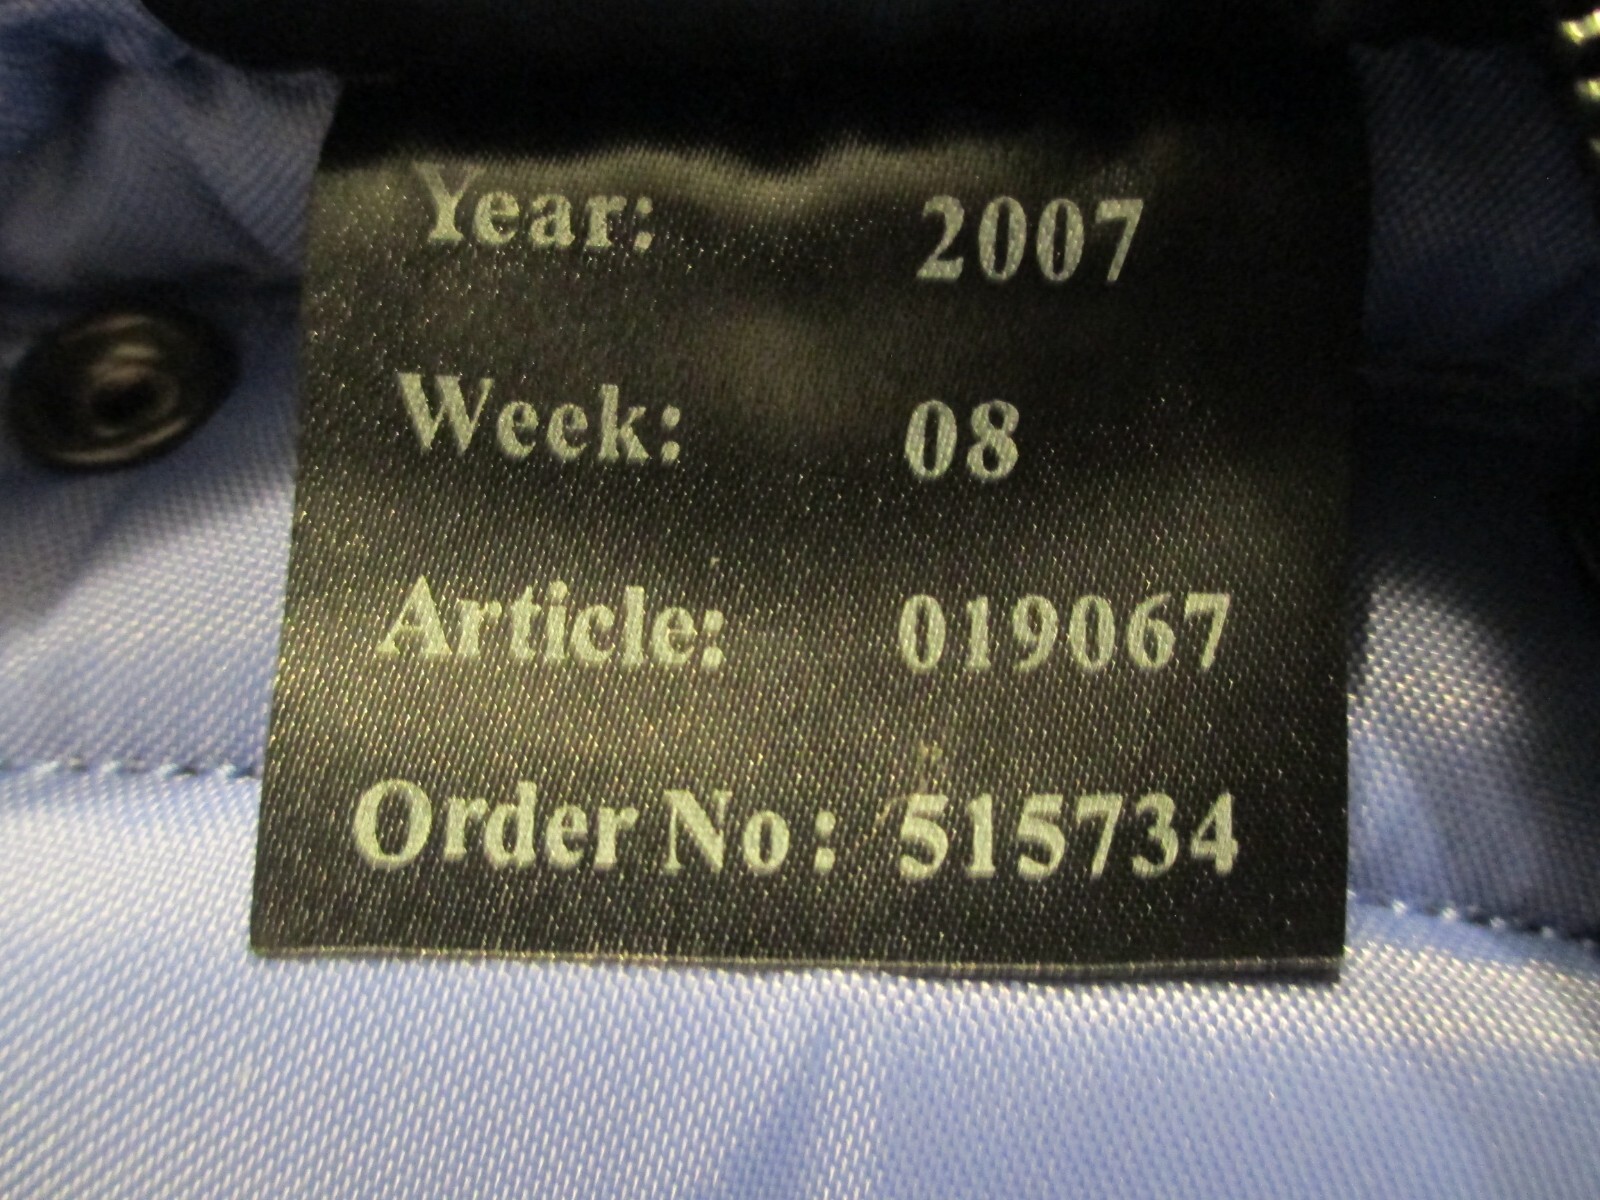 Year: 2007
Week: 08
Article: 019067
Order No: 515734